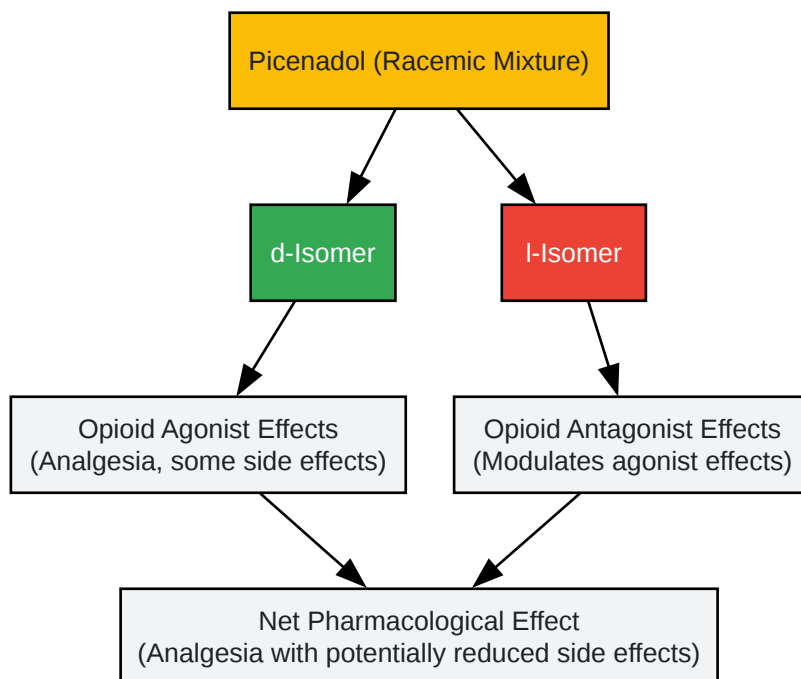 Picenadol (Racemic Mixture)
d-Isomer
l-Isomer
Opioid Agonist Effects
(Analgesia, some side effects)
Opioid Antagonist Effects
(Modulates agonist effects)
Net Pharmacological Effect
(Analgesia with potentially reduced side effects)